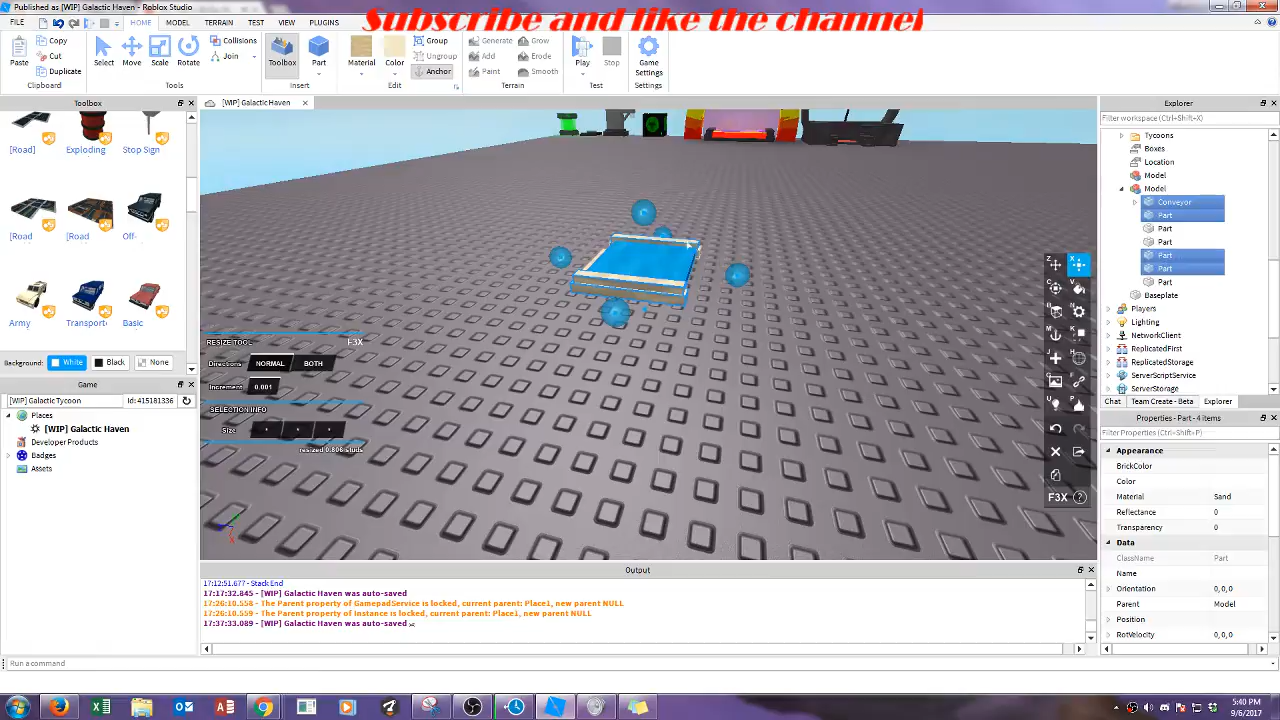 Published as [WIP] Galactic Haven - Roblox Studio
Subscribe and like the channel
FILE HOME MODEL TERRAIN TEST VIEW PLUGINS
Paste Copy Cut Duplicate Clipboard
Select Move Scale Rotate Collisions Join Tools
Toolbox Part Insert
Material Color Group Ungroup Anchor Edit
Generate Grow Add Erode Paint Smooth Terrain
Play Stop Test
Game Settings Settings
Toolbox
[Road] Exploding Stop Sign
[Road [Road Off-
Army Transport- Basic
Background: White Black None
Game
[WIP] Galactic Tycoon Id: 415181336
Places
[WIP] Galactic Haven
Developer Products
Badges
Assets
[WIP] Galactic Haven
RESIZE TOOL F3X
Directions NORMAL BOTH
Increment 0.001
SELECTION INFO
Size * * *
resized 0.806 studs
Z X C V B G M K J H N F U P
F3X ?
Output
17:12:51.677 - Stack End
17:17:32.845 - [WIP] Galactic Haven was auto-saved
17:26:10.558 - The Parent property of GamepadService is locked, current parent: Place1, new parent NULL
17:26:10.559 - The Parent property of Instance is locked, current parent: Place1, new parent NULL
17:37:33.089 - [WIP] Galactic Haven was auto-saved
Run a command
Explorer
Filter workspace (Ctrl+Shift+X)
Tycoons
Boxes
Location
Model
Model
Conveyor
Part
Part
Part
Part
Part
Part
Baseplate
Players
Lighting
NetworkClient
ReplicatedFirst
ReplicatedStorage
ServerScriptService
ServerStorage
Chat Team Create - Beta Explorer
Properties - Part - 4 items
Filter Properties (Ctrl+Shift+P)
Appearance
BrickColor
Color
Material Sand
Reflectance 0
Transparency 0
Data
ClassName Part
Name
Orientation 0,0,0
Parent Model
Position
RotVelocity 0,0,0
5:40 PM
9/6/2017